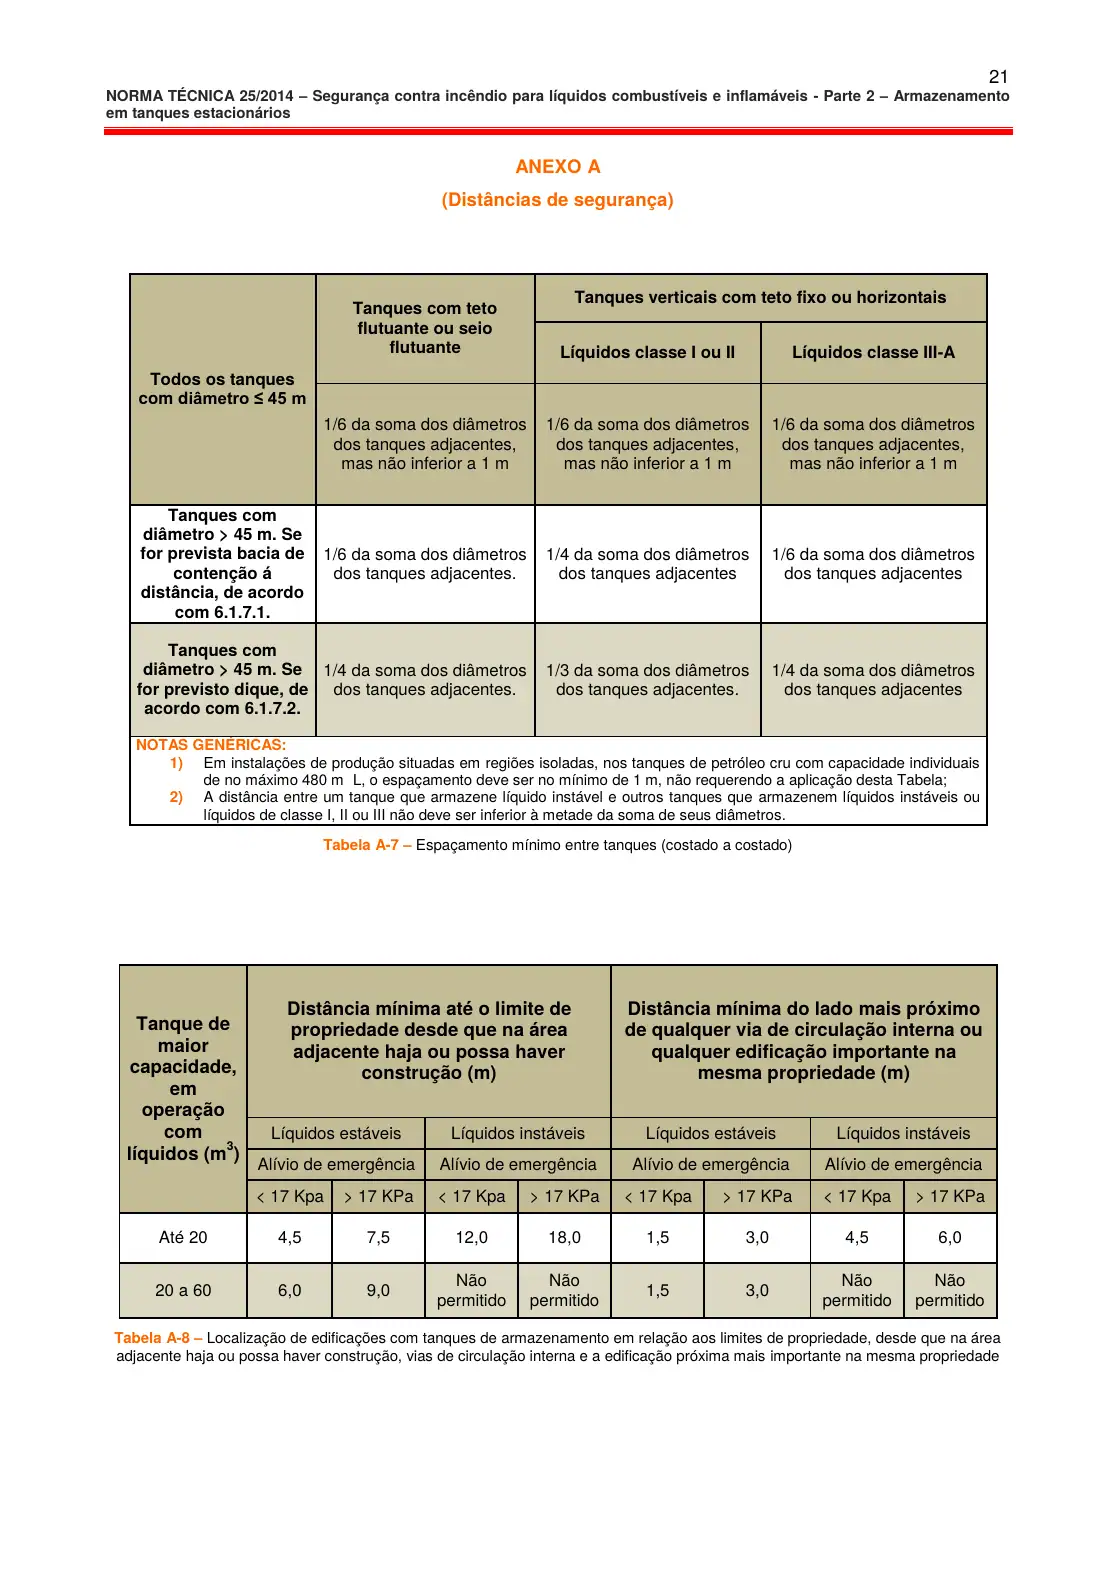 21
NORMA TÉCNICA 25/2014 – Segurança contra incêndio para líquidos combustíveis e inflamáveis - Parte 2 – Armazenamento
em tanques estacionários
ANEXO A
(Distâncias de segurança)
Todos os tanques
com diâmetro ≤ 45 m
Tanques com teto
flutuante ou seio
flutuante
Tanques verticais com teto fixo ou horizontais
Líquidos classe I ou II
Líquidos classe III-A
1/6 da soma dos diâmetros
dos tanques adjacentes,
mas não inferior a 1 m
1/6 da soma dos diâmetros
dos tanques adjacentes,
mas não inferior a 1 m
1/6 da soma dos diâmetros
dos tanques adjacentes,
mas não inferior a 1 m
Tanques com
diâmetro > 45 m. Se
for prevista bacia de
contenção á
distância, de acordo
com 6.1.7.1.
1/6 da soma dos diâmetros
dos tanques adjacentes.
1/4 da soma dos diâmetros
dos tanques adjacentes
1/6 da soma dos diâmetros
dos tanques adjacentes
Tanques com
diâmetro > 45 m. Se
for previsto dique, de
acordo com 6.1.7.2.
1/4 da soma dos diâmetros
dos tanques adjacentes.
1/3 da soma dos diâmetros
dos tanques adjacentes.
1/4 da soma dos diâmetros
dos tanques adjacentes
NOTAS GENÉRICAS:
1) Em instalações de produção situadas em regiões isoladas, nos tanques de petróleo cru com capacidade individuais
de no máximo 480 m L, o espaçamento deve ser no mínimo de 1 m, não requerendo a aplicação desta Tabela;
2) A distância entre um tanque que armazene líquido instável e outros tanques que armazenem líquidos instáveis ou
líquidos de classe I, II ou III não deve ser inferior à metade da soma de seus diâmetros.
Tabela A-7 – Espaçamento mínimo entre tanques (costado a costado)
Tanque de
maior
capacidade,
em
operação
com
líquidos (m³)
Distância mínima até o limite de
propriedade desde que na área
adjacente haja ou possa haver
construção (m)
Distância mínima do lado mais próximo
de qualquer via de circulação interna ou
qualquer edificação importante na
mesma propriedade (m)
Líquidos estáveis Líquidos instáveis Líquidos estáveis Líquidos instáveis
Alívio de emergência Alívio de emergência Alívio de emergência Alívio de emergência
< 17 Kpa > 17 KPa < 17 Kpa > 17 KPa < 17 Kpa > 17 KPa < 17 Kpa > 17 KPa
Até 20 4,5 7,5 12,0 18,0 1,5 3,0 4,5 6,0
20 a 60 6,0 9,0 Não permitido Não permitido 1,5 3,0 Não permitido Não permitido
Tabela A-8 – Localização de edificações com tanques de armazenamento em relação aos limites de propriedade, desde que na área
adjacente haja ou possa haver construção, vias de circulação interna e a edificação próxima mais importante na mesma propriedade